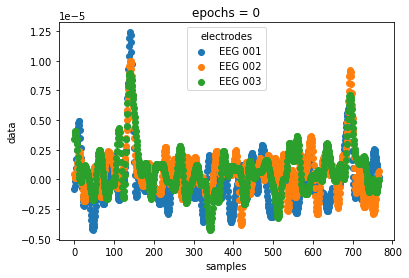 epochs = 0
1e−5
electrodes
EEG 001
EEG 002
EEG 003
1.25
1.00
0.75
0.50
0.25
0.00
−0.25
−0.50
data
0 100 200 300 400 500 600 700 800
samples